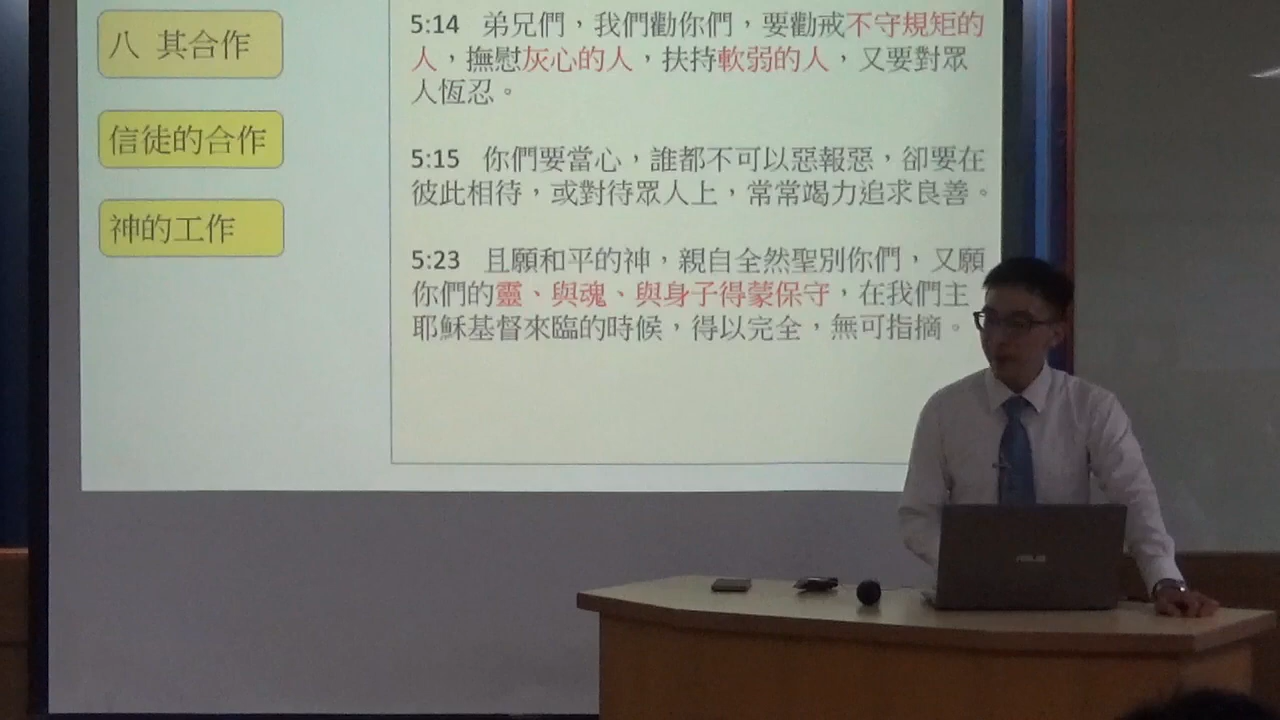 八 其合作
信徒的合作
神的工作
5:14 弟兄們，我們勸你們，要勸戒不守規矩的
人，撫慰灰心的人，扶持軟弱的人，又要對眾
人恆忍。
5:15 你們要當心，誰都不可以惡報惡，卻要在
彼此相待，或對待眾人上，常常竭力追求良善。
5:23 且願和平的神，親自全然聖別你們，又願
你們的靈、與魂、與身子得蒙保守，在我們主
耶穌基督來臨的時候，得以完全，無可指摘。
ASUS